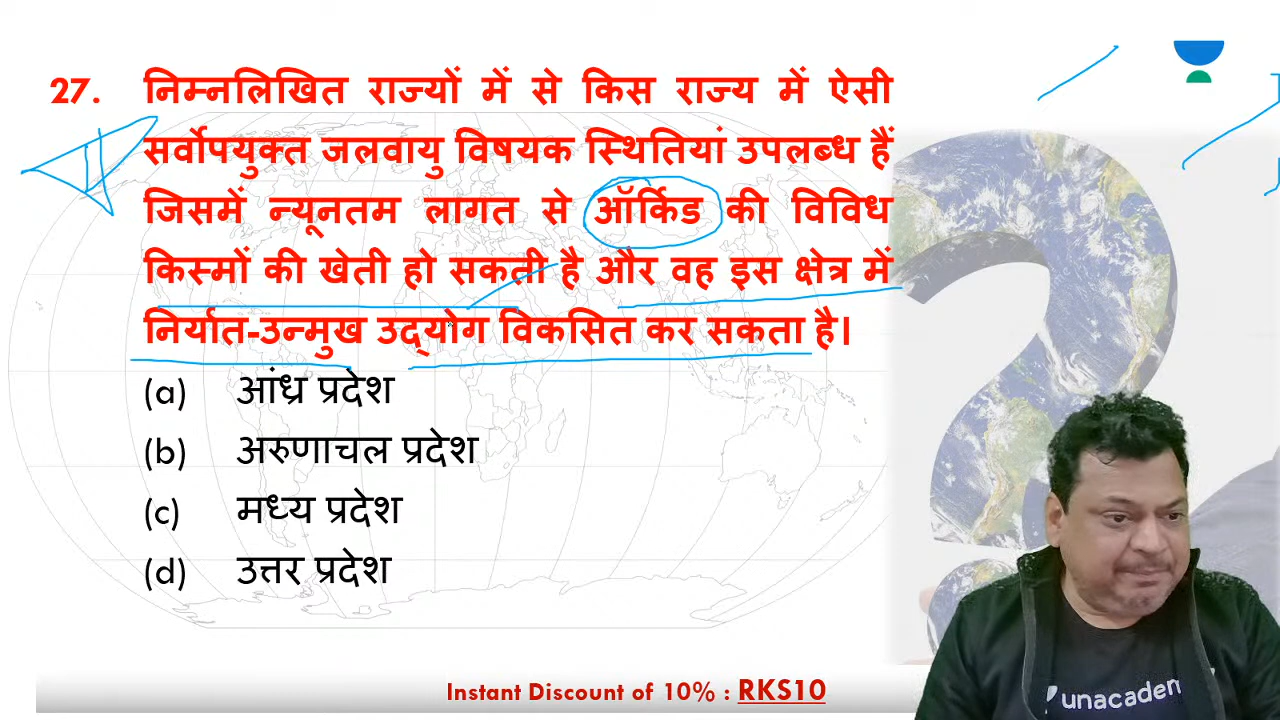 27. निम्नलिखित राज्यों में से किस राज्य में ऐसी
सर्वोपयुक्त जलवायु विषयक स्थितियां उपलब्ध हैं
जिसमें न्यूनतम लागत से ऑर्किड की विविध
किस्मों की खेती हो सकती है और वह इस क्षेत्र में
निर्यात-उन्मुख उद्योग विकसित कर सकता है।
(a) आंध्र प्रदेश
(b) अरुणाचल प्रदेश
(c) मध्य प्रदेश
(d) उत्तर प्रदेश
unacadem
Instant Discount of 10% : RKS10